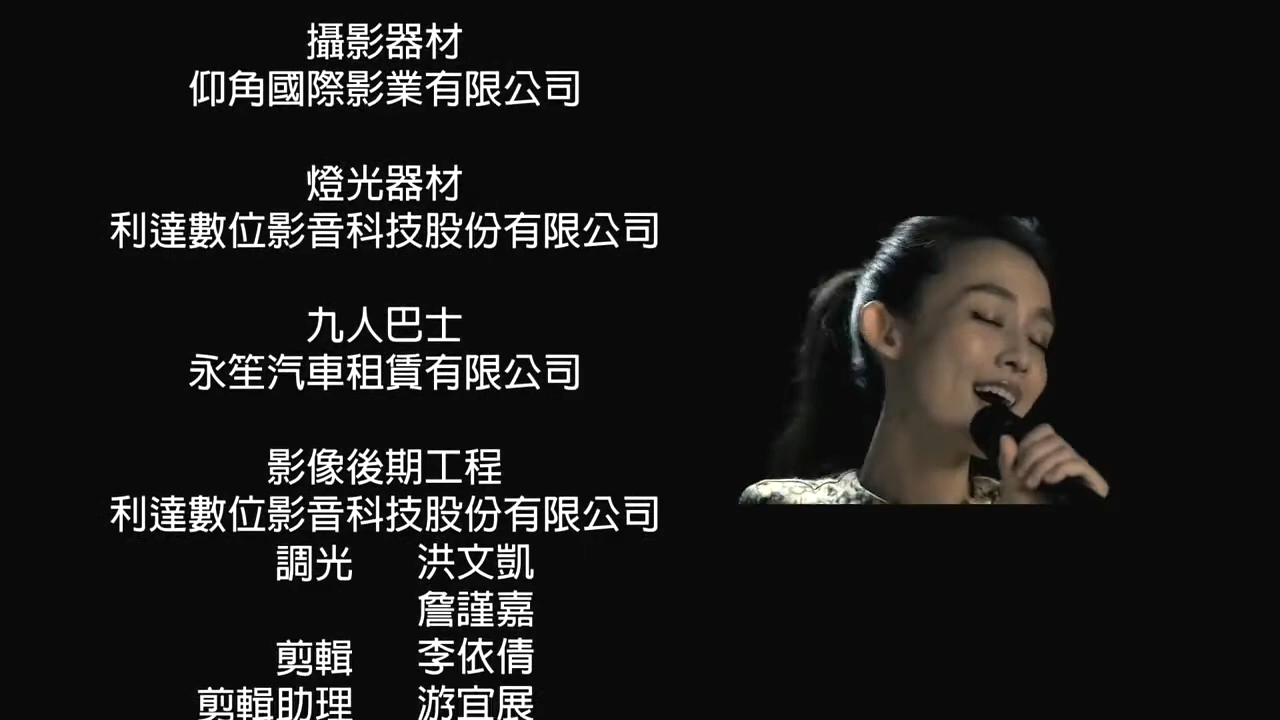 攝影器材
仰角國際影業有限公司
燈光器材
利達數位影音科技股份有限公司
九人巴士
永笙汽車租賃有限公司
影像後期工程
利達數位影音科技股份有限公司
調光 洪文凱
詹謹嘉
剪輯 李依倩
剪輯助理 游宜展